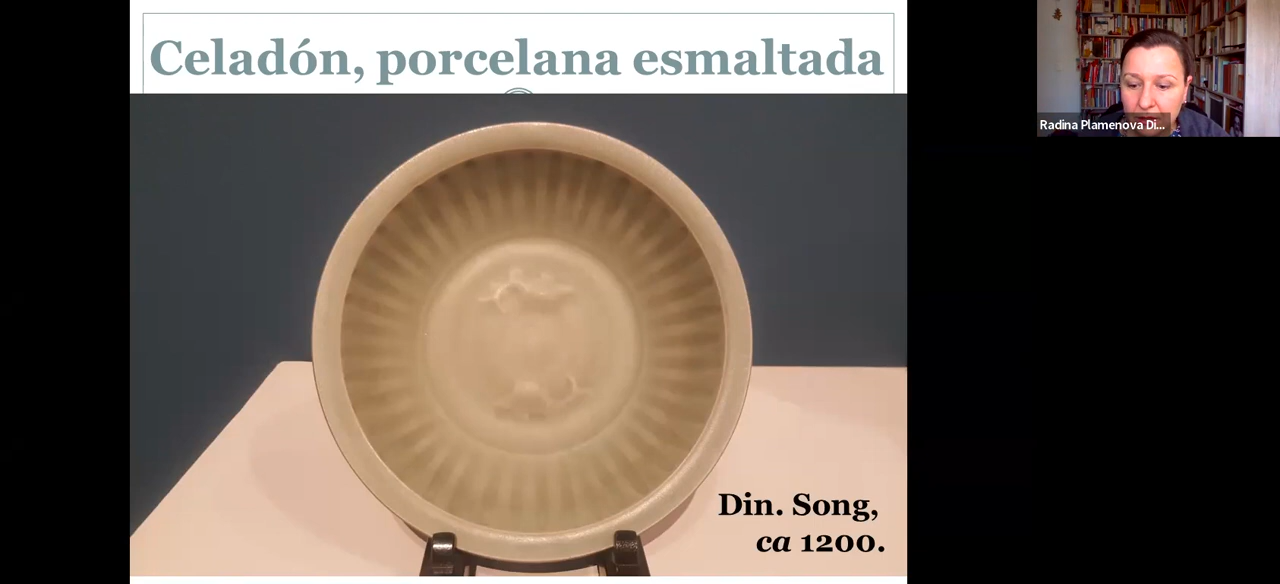 Celadón, porcelana esmaltada
Din. Song,
ca 1200.
Radina Plamenova Di...